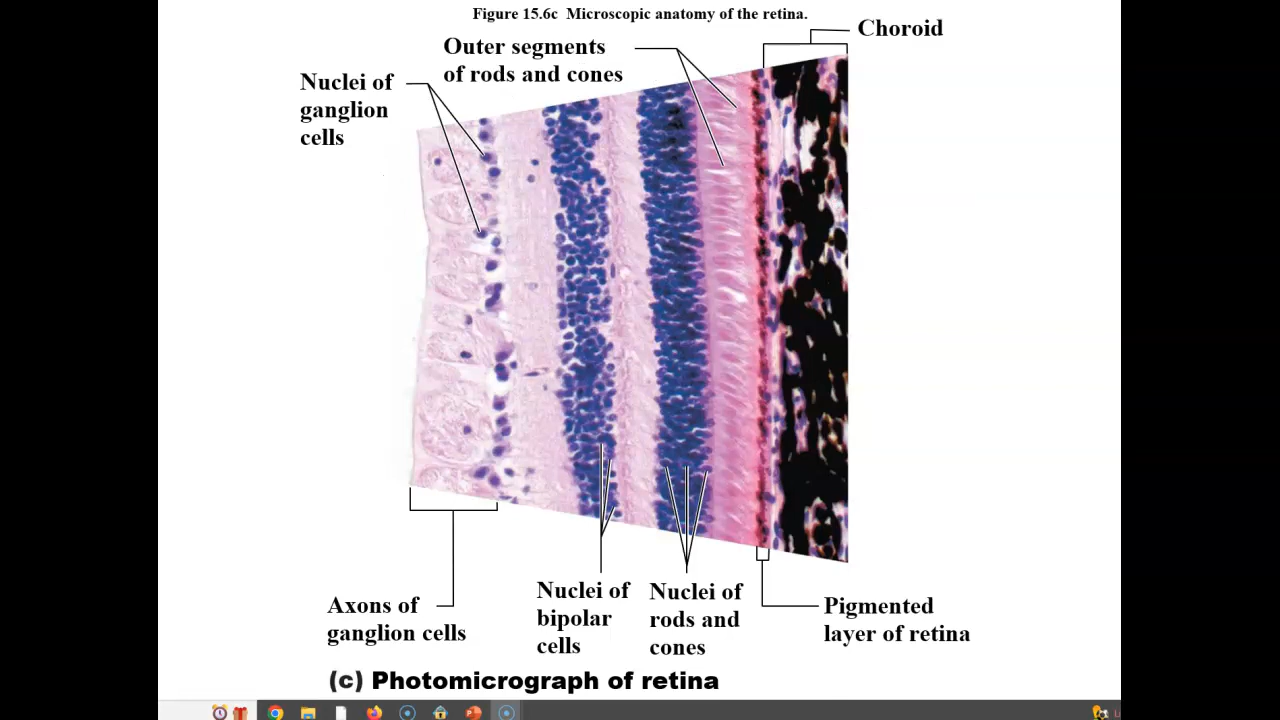 Figure 15.6c Microscopic anatomy of the retina.
Choroid
Outer segments
of rods and cones
Nuclei of
ganglion
cells
Axons of
ganglion cells
Nuclei of
bipolar
cells
Nuclei of
rods and
cones
Pigmented
layer of retina
(c) Photomicrograph of retina